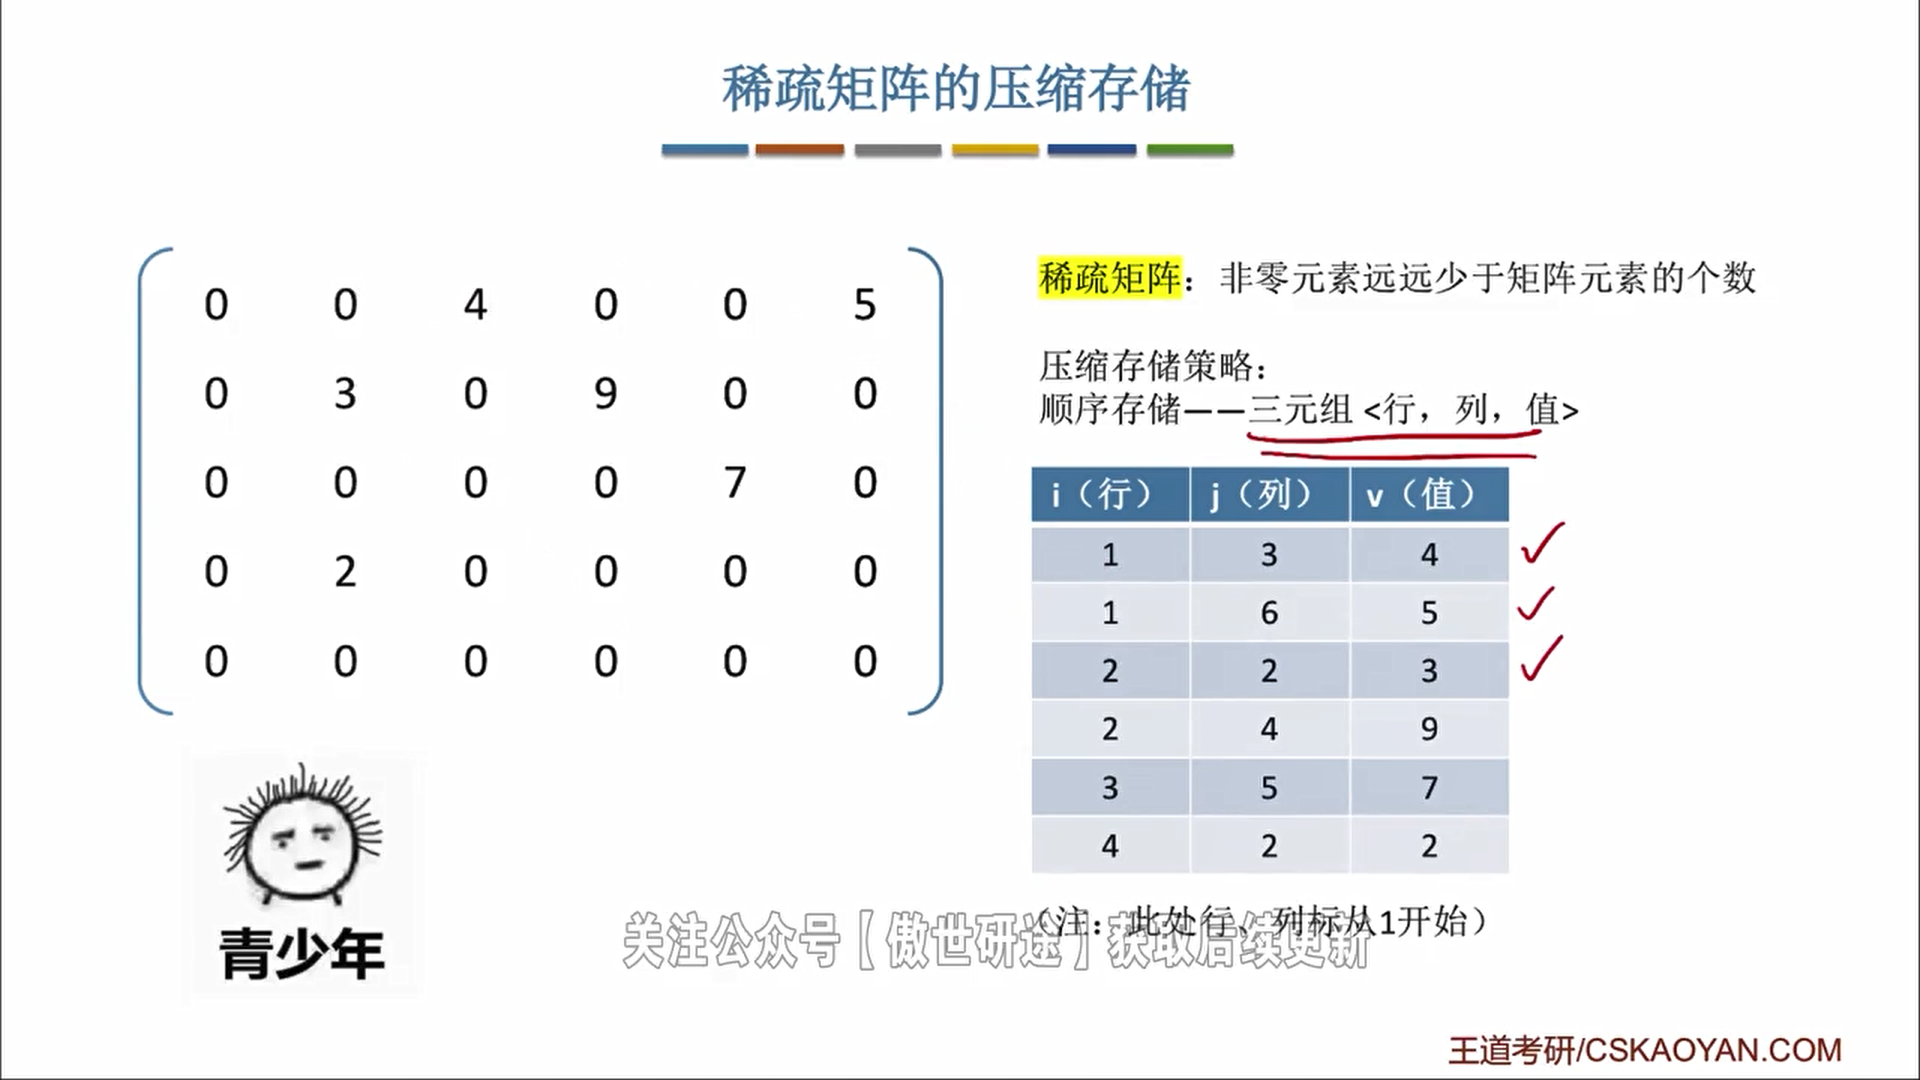 稀疏矩阵的压缩存储
0 0 4 0 0 5
0 3 0 9 0 0
0 0 0 0 7 0
0 2 0 0 0 0
0 0 0 0 0 0
稀疏矩阵：非零元素远远少于矩阵元素的个数
压缩存储策略：
顺序存储——三元组 <行，列，值>
i（行） j（列） v（值）
1 3 4
1 6 5
2 2 3
2 4 9
3 5 7
4 2 2
（注：此处行、列标从1开始）
关注公众号【傲世研途】获取后续更新
青少年
王道考研/CSKAOYAN.COM